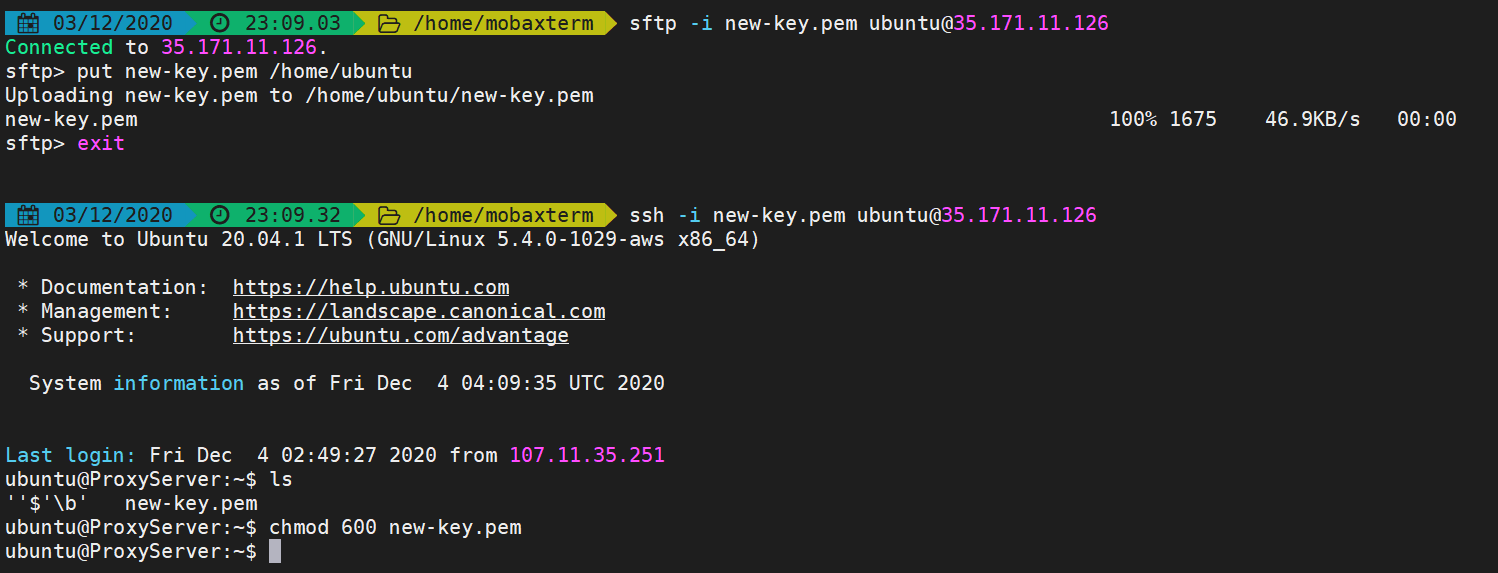 03/12/2020 23:09.03 /home/mobaxterm sftp -i new-key.pem ubuntu@35.171.11.126
Connected to 35.171.11.126.
sftp> put new-key.pem /home/ubuntu
Uploading new-key.pem to /home/ubuntu/new-key.pem
new-key.pem 100% 1675 46.9KB/s 00:00
sftp> exit
03/12/2020 23:09.32 /home/mobaxterm ssh -i new-key.pem ubuntu@35.171.11.126
Welcome to Ubuntu 20.04.1 LTS (GNU/Linux 5.4.0-1029-aws x86_64)
* Documentation: https://help.ubuntu.com
* Management: https://landscape.canonical.com
* Support: https://ubuntu.com/advantage
System information as of Fri Dec 4 04:09:35 UTC 2020
Last login: Fri Dec 4 02:49:27 2020 from 107.11.35.251
ubuntu@ProxyServer:~$ ls
''$'\b' new-key.pem
ubuntu@ProxyServer:~$ chmod 600 new-key.pem
ubuntu@ProxyServer:~$